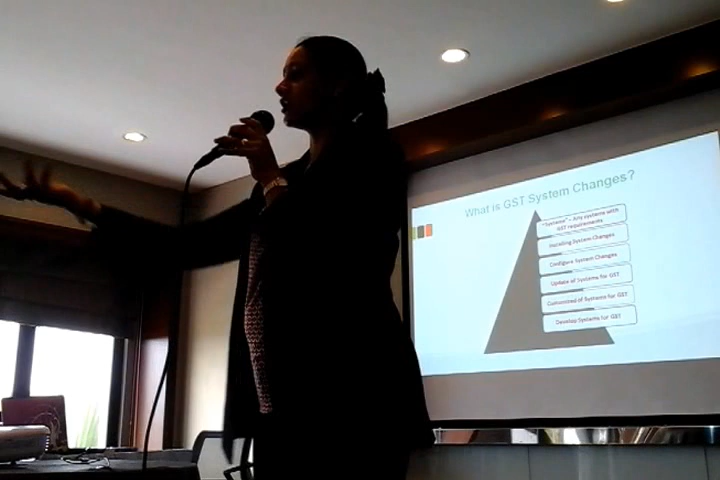 What is GST System Changes?
"Systems" – Any systems with
GST requirements
Installing System Changes
Configure System Changes
Update of Systems for GST
Customized of Systems for GST
Develop Systems for GST